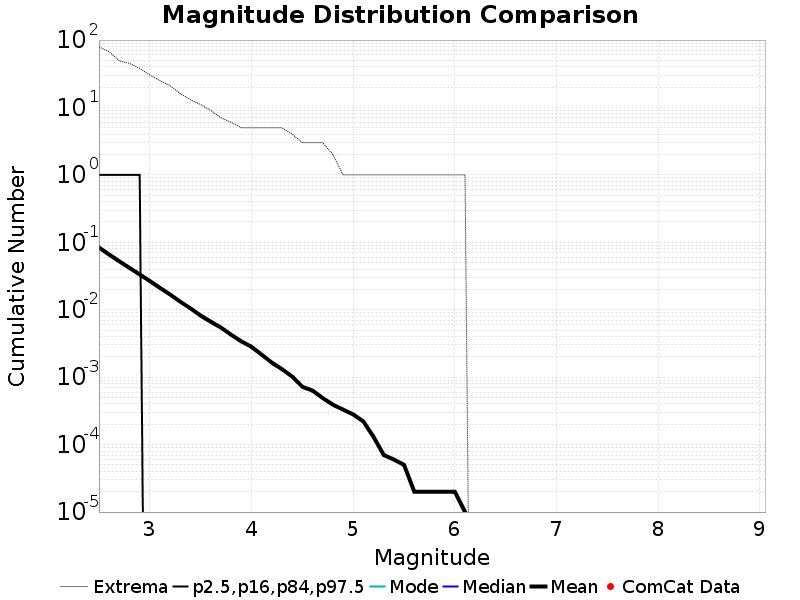 Magnitude Distribution Comparison
Cumulative Number
10^2
10^1
10^0
10^-1
10^-2
10^-3
10^-4
10^-5
3 4 5 6 7 8 9
Magnitude
Extrema p2.5,p16,p84,p97.5 Mode Median Mean ComCat Data